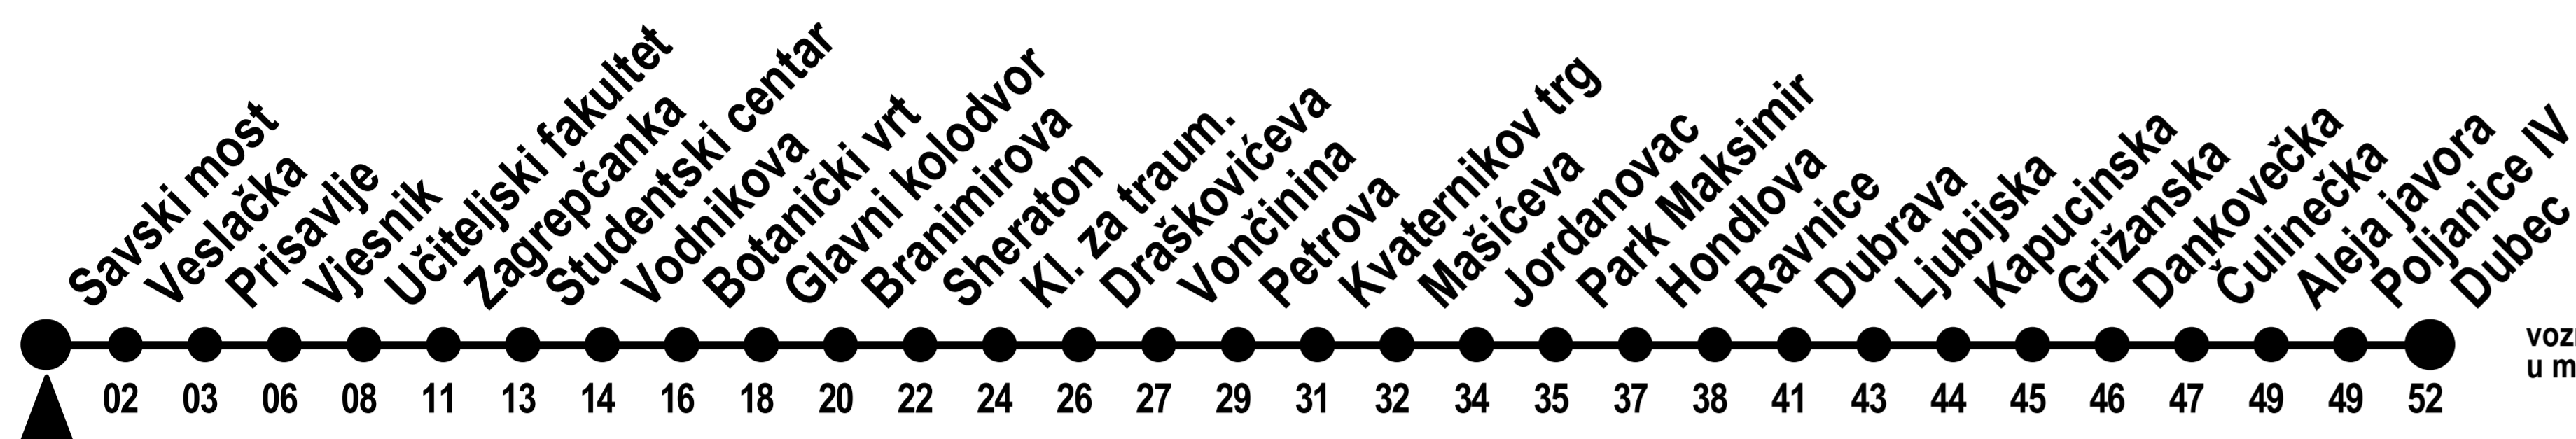 Savski most
Veslačka
Prisavlje
Vjesnik
Učiteljski fakultet
Zagrepčanka
Studentski centar
Vodnikova
Botanički vrt
Glavni kolodvor
Branimirova
Sheraton
Kl. za traum.
Draškovićeva
Vončinina
Petrova
Kvaternikov trg
Mašićeva
Jordanovac
Park Maksimir
Hondlova
Ravnice
Dubrava
Ljubijska
Kapucinska
Grižanska
Dankovečka
Čulinečka
Aleja javora
Poljanice IV
Dubec
02 03 06 08 11 13 14 16 18 20 22 24 26 27 29 31 32 34 35 37 38 41 43 44 45 46 47 49 49 52
u